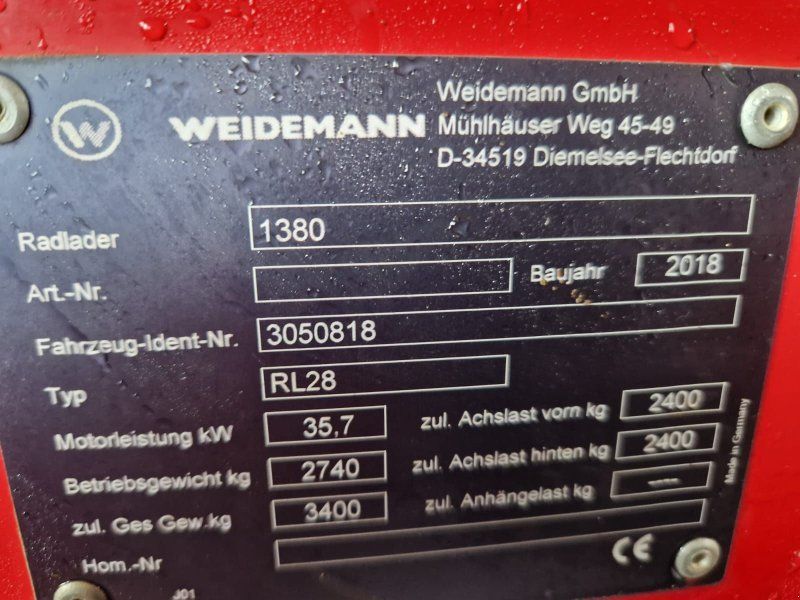 W WEIDEMANN
Weidemann GmbH
Mühlhäuser Weg 45-49
D-34519 Diemelsee-Flechtdorf
Radlader 1380
Art.-Nr. Baujahr 2018
Fahrzeug-Ident-Nr. 3050818
Typ RL28
Motorleistung kW 35,7 zul. Achslast vorn kg 2400
Betriebsgewicht kg 2740 zul. Achslast hinten kg 2400
zul. Ges Gew.kg 3400 zul. Anhängelast kg ----
Hom.-Nr CE
J01
Made in Germany